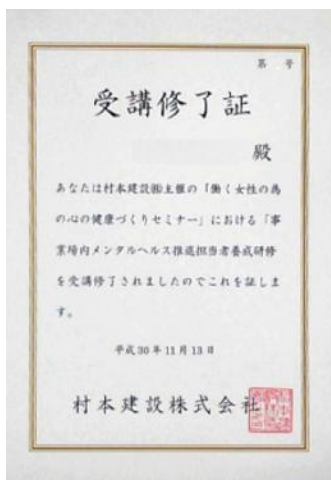 第　号
受講修了証
殿
あなたは村本建設㈱主催の「働く女性の為
の心の健康づくりセミナー」における「事
業場内メンタルヘルス推進担当者養成研修
を受講修了されましたのでこれを証しま
す。
平成30年11月13日
村本建設株式会社